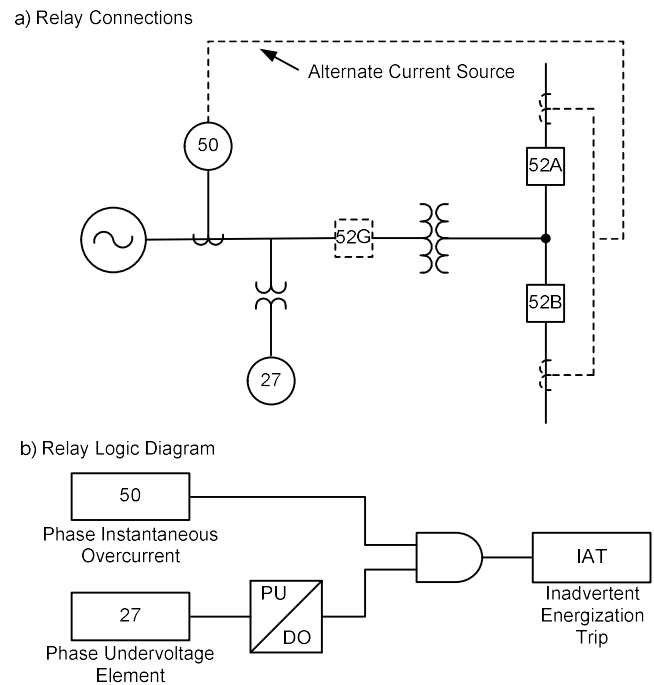 a) Relay Connections
Alternate Current Source
50
52A
52G
52B
27
b) Relay Logic Diagram
50
Phase Instantaneous
Overcurrent
PU
DO
27
Phase Undervoltage
Element
IAT
Inadvertent
Energization
Trip